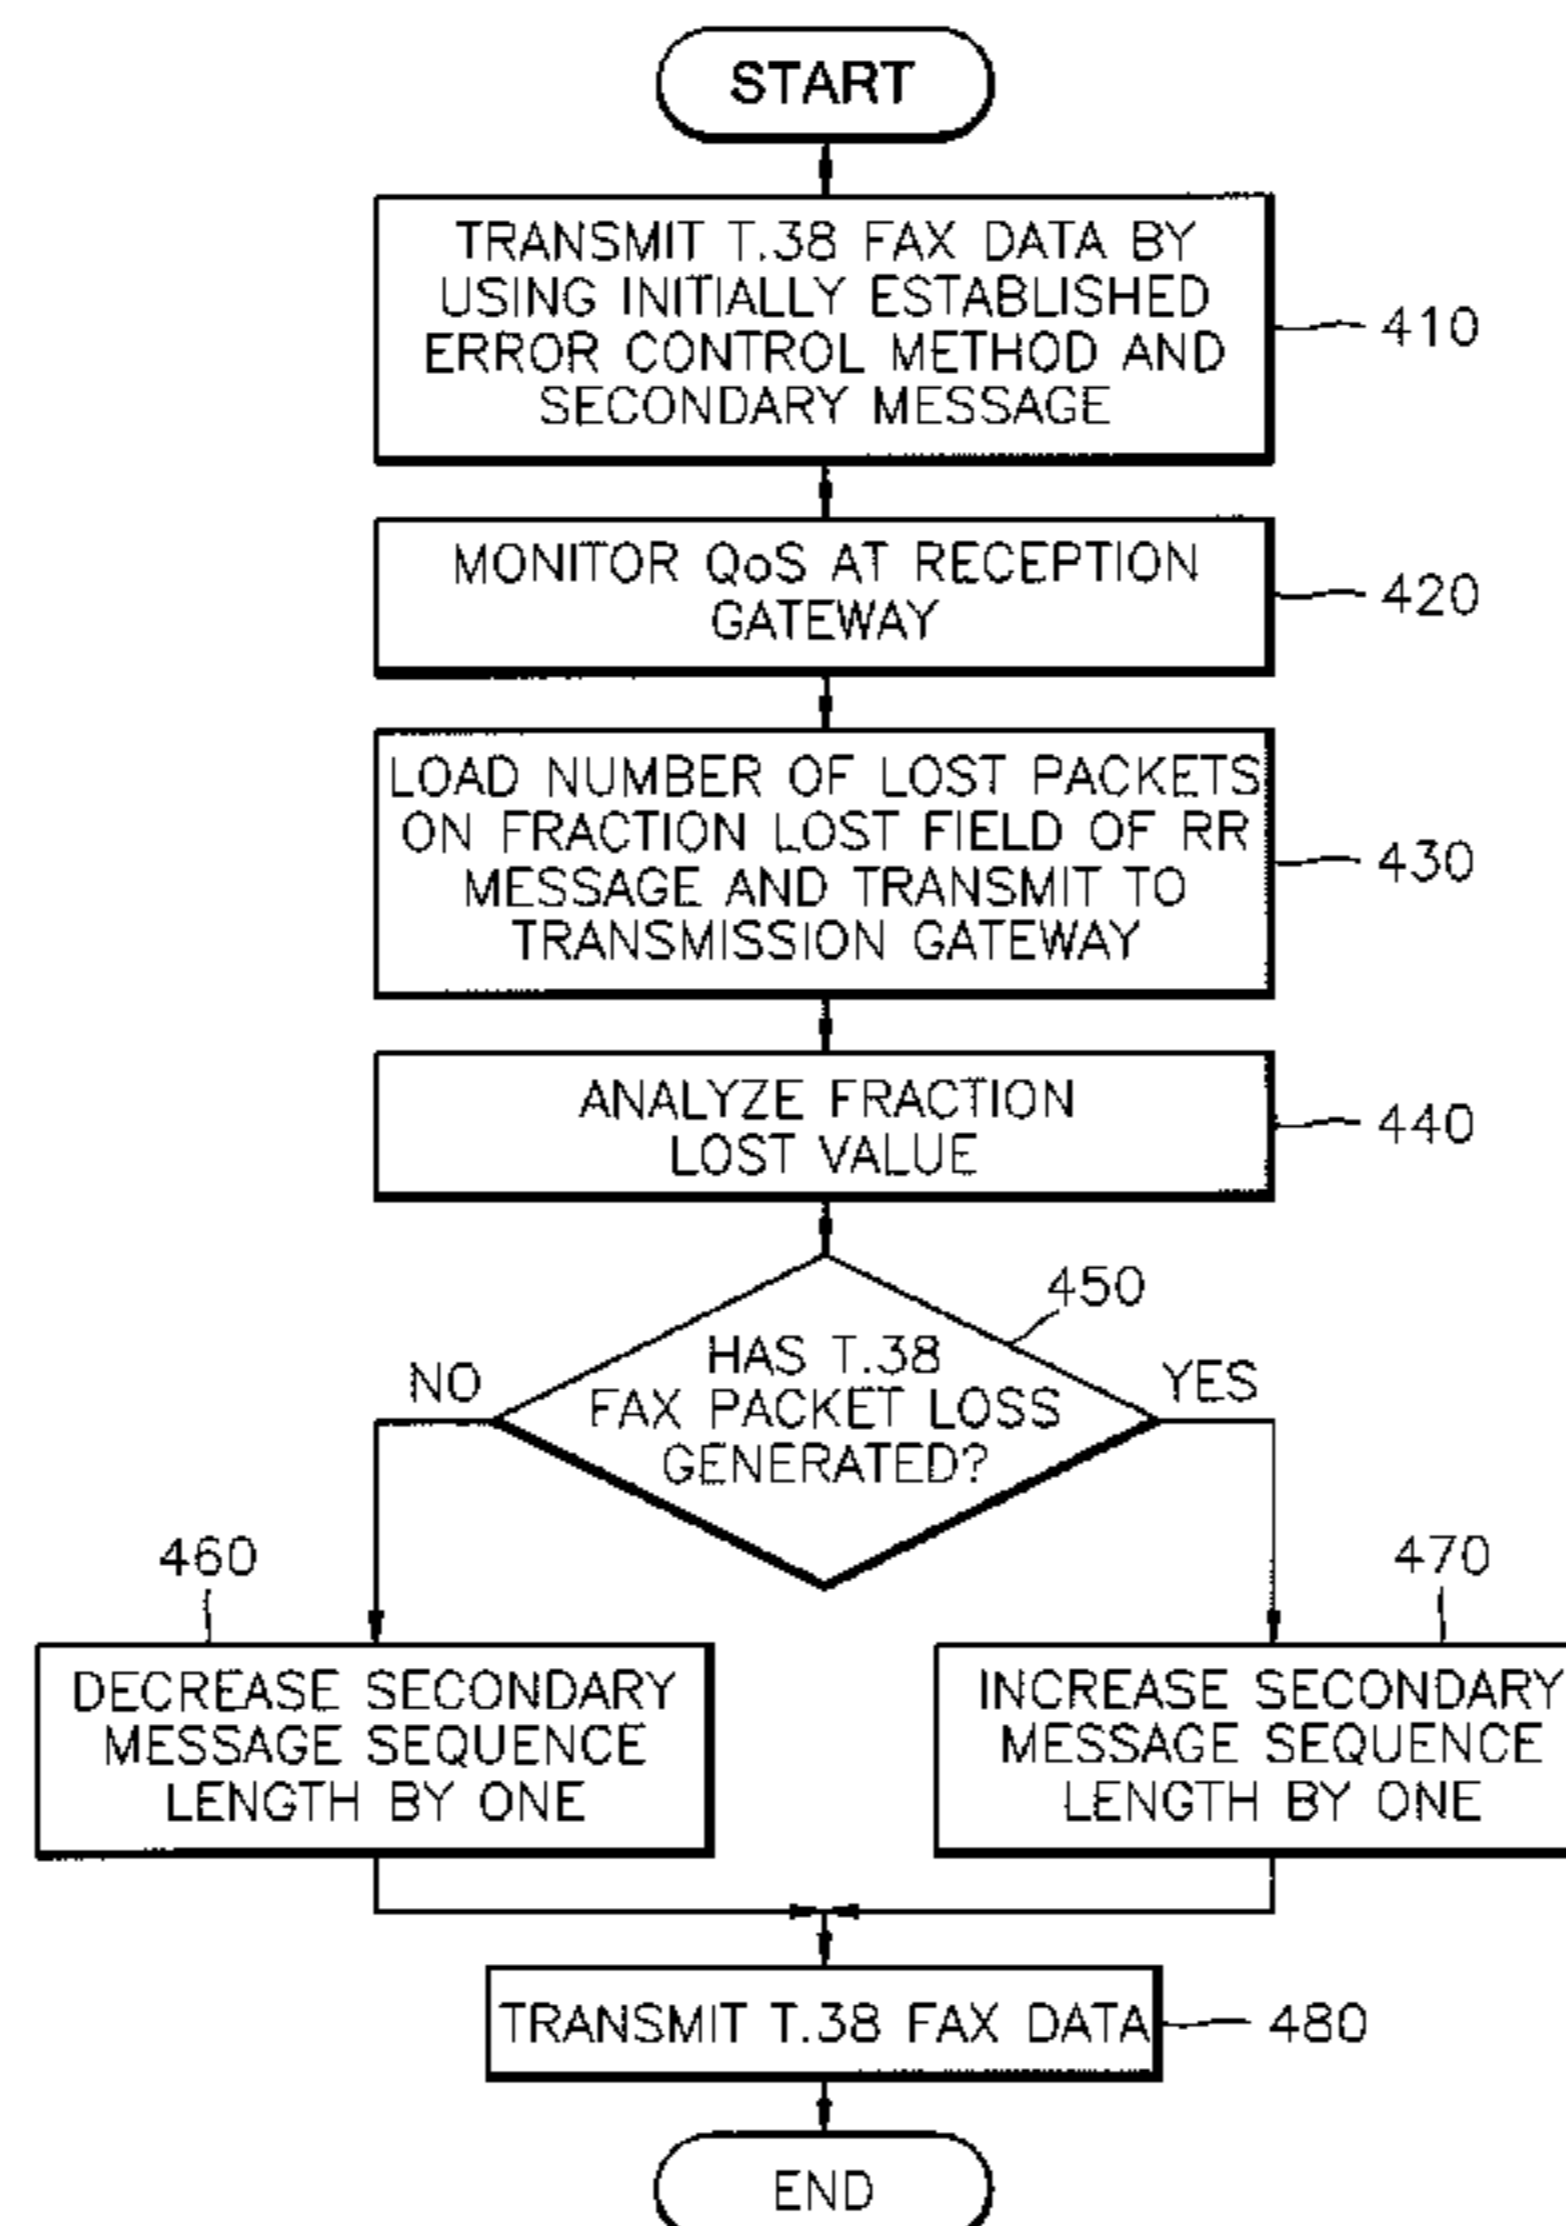 START
TRANSMIT T.38 FAX DATA BY
USING INITIALLY ESTABLISHED
ERROR CONTROL METHOD AND
SECONDARY MESSAGE
410
MONITOR QoS AT RECEPTION
GATEWAY
420
LOAD NUMBER OF LOST PACKETS
ON FRACTION LOST FIELD OF RR
MESSAGE AND TRANSMIT TO
TRANSMISSION GATEWAY
430
ANALYZE FRACTION
LOST VALUE
440
450
HAS T.38
FAX PACKET LOSS
GENERATED?
NO
YES
460
DECREASE SECONDARY
MESSAGE SEQUENCE
LENGTH BY ONE
470
INCREASE SECONDARY
MESSAGE SEQUENCE
LENGTH BY ONE
TRANSMIT T.38 FAX DATA
480
END